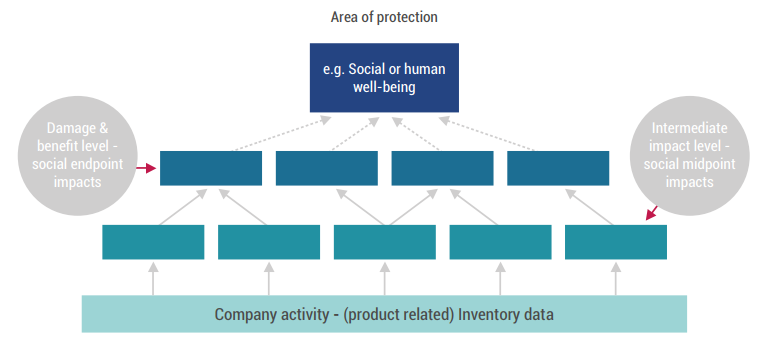 Area of protection
e.g. Social or human
well-being
Damage &
benefit level -
social endpoint
impacts
Intermediate
impact level -
social midpoint
impacts
Company activity - (product related) Inventory data